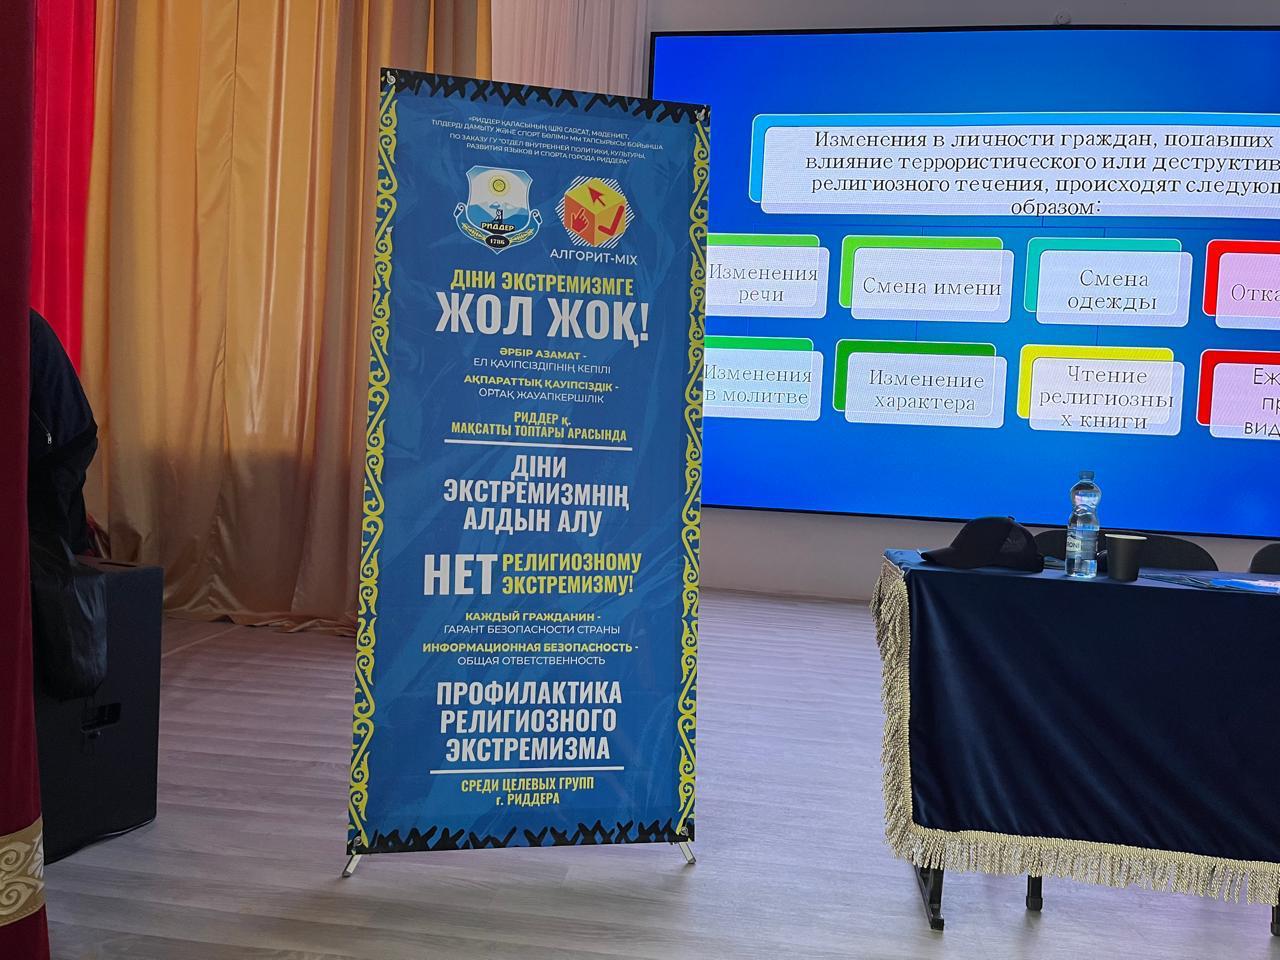 «РИДДЕР ҚАЛАСЫНЫҢ ІШКІ САЯСАТ, МӘДЕНИЕТ,
ТІЛДЕРДІ ДАМЫТУ ЖӘНЕ СПОРТ БӨЛІМІ» ММ ТАПСЫРЫСЫ БОЙЫНША
ПО ЗАКАЗУ ГУ "ОТДЕЛ ВНУТРЕННЕЙ ПОЛИТИКИ, КУЛЬТУРЫ,
РАЗВИТИЯ ЯЗЫКОВ И СПОРТА ГОРОДА РИДДЕРА"
РИДДЕР
1786
АЛГОРИТ-MIX
ДІНИ ЭКСТРЕМИЗМГЕ
ЖОЛ ЖОҚ!
ӘРБІР АЗАМАТ -
ЕЛ ҚАУІПСІЗДІГІНІҢ КЕПІЛІ
АҚПАРАТТЫҚ ҚАУІПСІЗДІК -
ОРТАҚ ЖАУАПКЕРШІЛІК
РИДДЕР қ.
МАҚСАТТЫ ТОПТАРЫ АРАСЫНДА
ДІНИ
ЭКСТРЕМИЗМНІҢ
АЛДЫН АЛУ
НЕТ РЕЛИГИОЗНОМУ
ЭКСТРЕМИЗМУ!
КАЖДЫЙ ГРАЖДАНИН -
ГАРАНТ БЕЗОПАСНОСТИ СТРАНЫ
ИНФОРМАЦИОННАЯ БЕЗОПАСНОСТЬ -
ОБЩАЯ ОТВЕТСТВЕННОСТЬ
ПРОФИЛАКТИКА
РЕЛИГИОЗНОГО
ЭКСТРЕМИЗМА
СРЕДИ ЦЕЛЕВЫХ ГРУПП
г. РИДДЕРА
Изменения в личности граждан, попавших
влияние террористического или деструктив
религиозного течения, происходят следующ
образом:
Изменения
речи
Смена имени
Смена
одежды
Отка
Изменения
в молитве
Изменение
характера
Чтение
религиозны
х книги
Еж
пр
вид